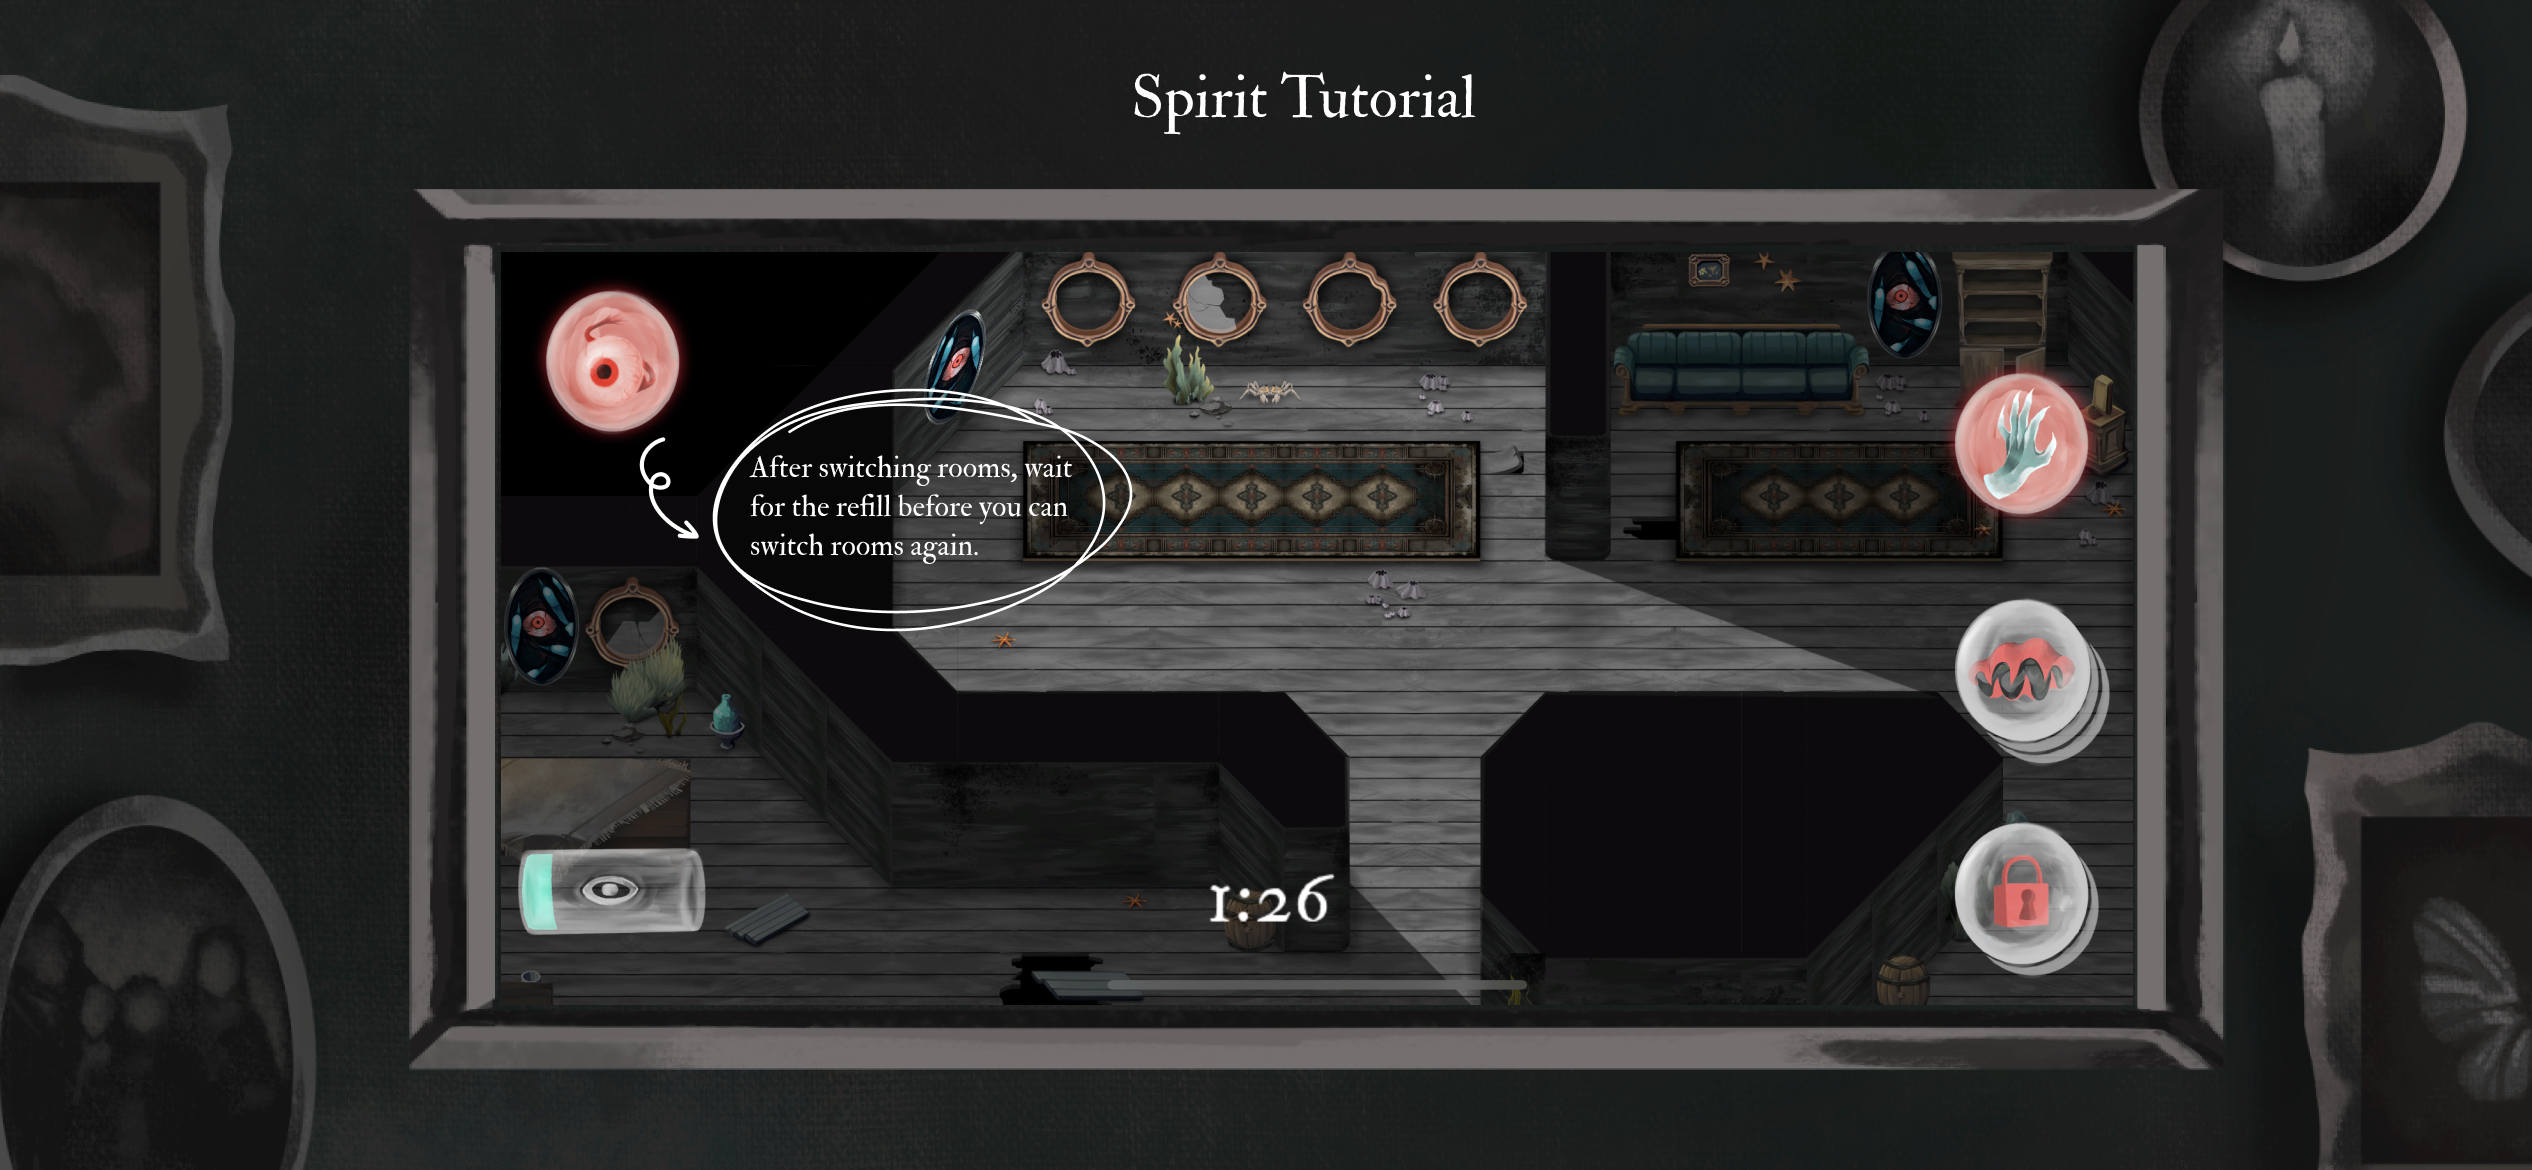 Spirit Tutorial
After switching rooms, wait
for the refill before you can
switch rooms again.
1:26